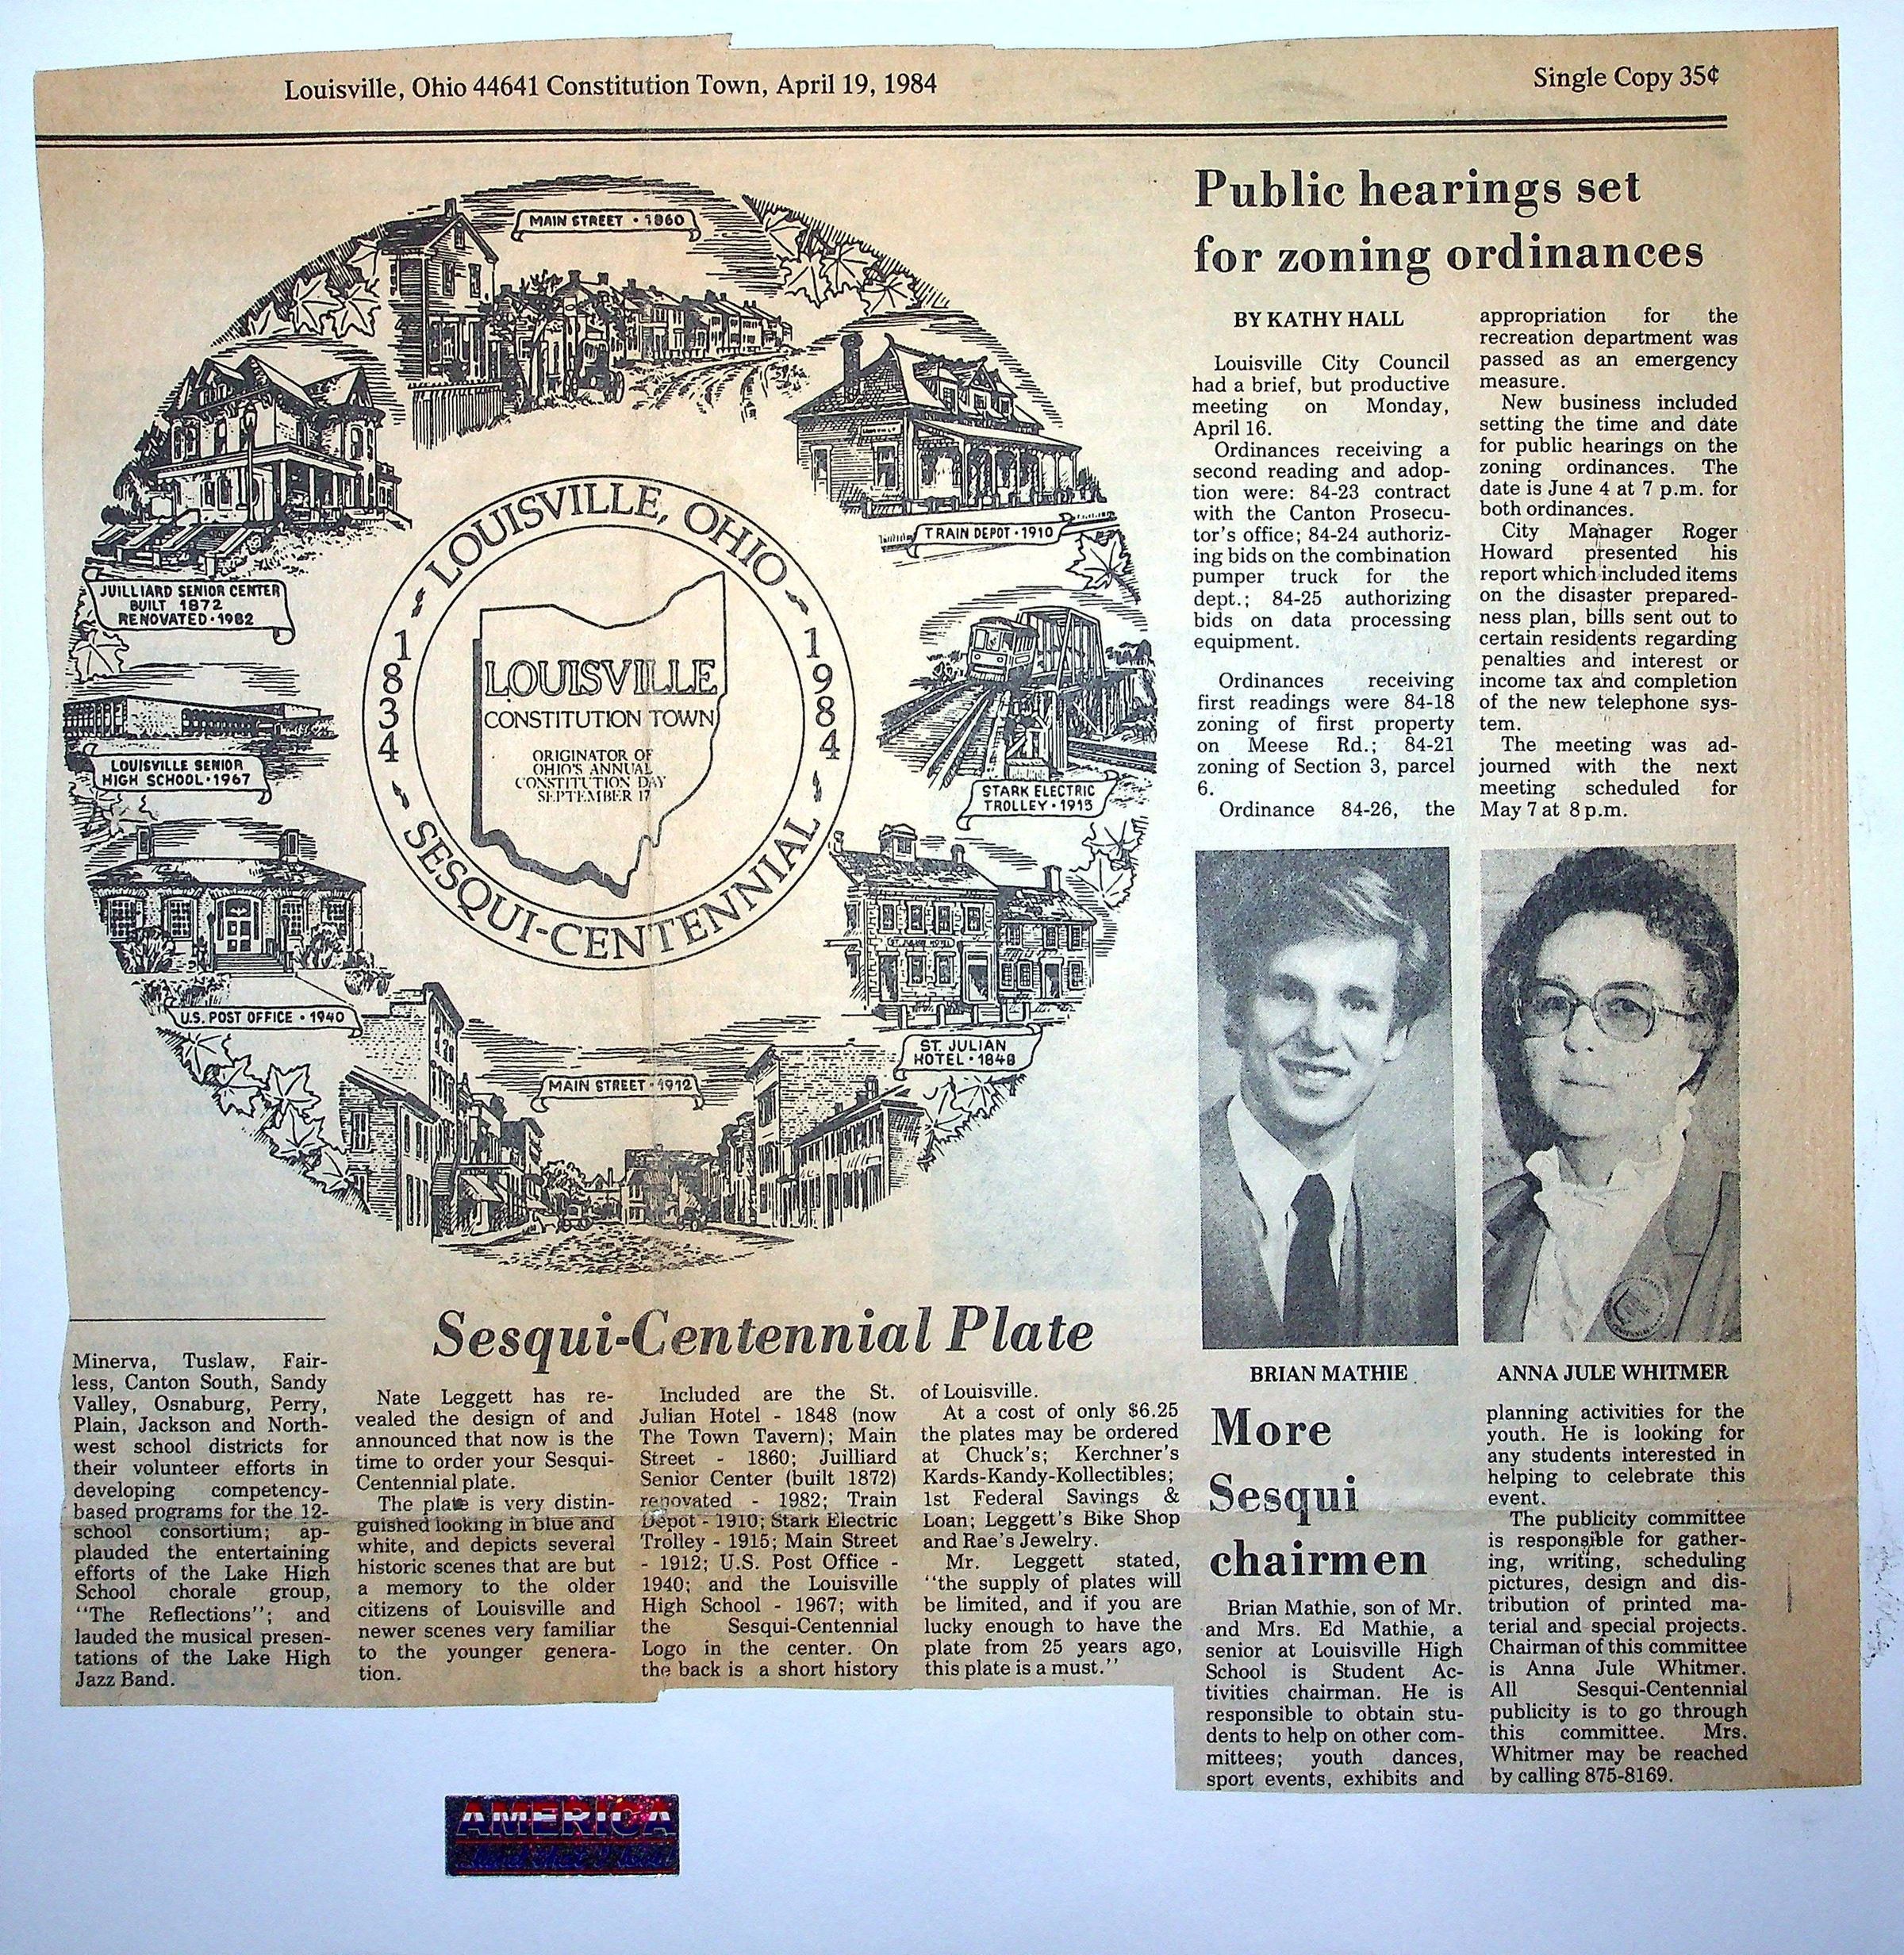 Louisville, Ohio 44641 Constitution Town, April 19, 1984
Single Copy 35¢
MAIN STREET · 1860
TRAIN DEPOT · 1910
STARK ELECTRIC
TROLLEY · 1915
ST. JULIAN HOTEL
ST. JULIAN
HOTEL · 1848
MAIN STREET · 1912
U.S. POST OFFICE · 1940
LOUISVILLE SENIOR
HIGH SCHOOL · 1967
JUILLIARD SENIOR CENTER
BUILT 1872
RENOVATED · 1982
LOUISVILLE, OHIO
1834
1984
SESQUI-CENTENNIAL
LOUISVILLE
CONSTITUTION TOWN
ORIGINATOR OF
OHIO'S ANNUAL
CONSTITUTION DAY
SEPTEMBER 17
Minerva, Tuslaw, Fair-
less, Canton South, Sandy
Valley, Osnaburg, Perry,
Plain, Jackson and North-
west school districts for
their volunteer efforts in
developing competency-
based programs for the 12-
school consortium; ap-
plauded the entertaining
efforts of the Lake High
School chorale group,
"The Reflections"; and
lauded the musical presen-
tations of the Lake High
Jazz Band.
Sesqui-Centennial Plate
Nate Leggett has re-
vealed the design of and
announced that now is the
time to order your Sesqui-
Centennial plate.
The plate is very distin-
guished looking in blue and
white, and depicts several
historic scenes that are but
a memory to the older
citizens of Louisville and
newer scenes very familiar
to the younger genera-
tion.
Included are the St.
Julian Hotel - 1848 (now
The Town Tavern); Main
Street - 1860; Juilliard
Senior Center (built 1872)
renovated - 1982; Train
Depot - 1910; Stark Electric
Trolley - 1915; Main Street
- 1912; U.S. Post Office -
1940; and the Louisville
High School - 1967; with
the Sesqui-Centennial
Logo in the center. On
the back is a short history
of Louisville.
At a cost of only $6.25
the plates may be ordered
at Chuck's; Kerchner's
Kards-Kandy-Kollectibles;
1st Federal Savings &
Loan; Leggett's Bike Shop
and Rae's Jewelry.
Mr. Leggett stated,
"the supply of plates will
be limited, and if you are
lucky enough to have the
plate from 25 years ago,
this plate is a must."
Public hearings set
for zoning ordinances
BY KATHY HALL
Louisville City Council
had a brief, but productive
meeting on Monday,
April 16.
Ordinances receiving a
second reading and adop-
tion were: 84-23 contract
with the Canton Prosecu-
tor's office; 84-24 authoriz-
ing bids on the combination
pumper truck for the
dept.; 84-25 authorizing
bids on data processing
equipment.
Ordinances receiving
first readings were 84-18
zoning of first property
on Meese Rd.; 84-21
zoning of Section 3, parcel
6.
Ordinance 84-26, the
appropriation for the
recreation department was
passed as an emergency
measure.
New business included
setting the time and date
for public hearings on the
zoning ordinances. The
date is June 4 at 7 p.m. for
both ordinances.
City Manager Roger
Howard presented his
report which included items
on the disaster prepared-
ness plan, bills sent out to
certain residents regarding
penalties and interest or
income tax and completion
of the new telephone sys-
tem.
The meeting was ad-
journed with the next
meeting scheduled for
May 7 at 8 p.m.
BRIAN MATHIE
ANNA JULE WHITMER
More
Sesqui
chairmen
Brian Mathie, son of Mr.
and Mrs. Ed Mathie, a
senior at Louisville High
School is Student Ac-
tivities chairman. He is
responsible to obtain stu-
dents to help on other com-
mittees; youth dances,
sport events, exhibits and
planning activities for the
youth. He is looking for
any students interested in
helping to celebrate this
event.
The publicity committee
is responsible for gather-
ing, writing, scheduling
pictures, design and dis-
tribution of printed ma-
terial and special projects.
Chairman of this committee
is Anna Jule Whitmer.
All Sesqui-Centennial
publicity is to go through
this committee. Mrs.
Whitmer may be reached
by calling 875-8169.
AMERICA